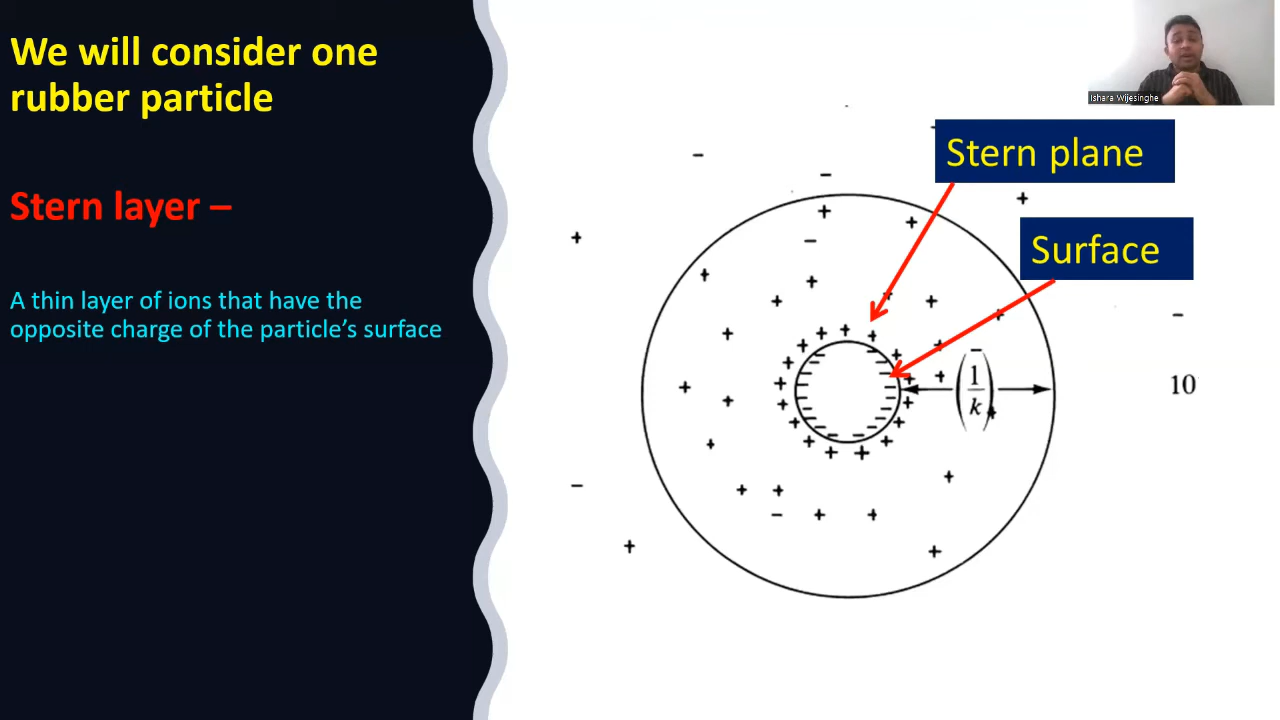 We will consider one
rubber particle
Stern layer –
A thin layer of ions that have the
opposite charge of the particle's surface
Ishara Wijesinghe
Stern plane
Surface
(1/k)
10